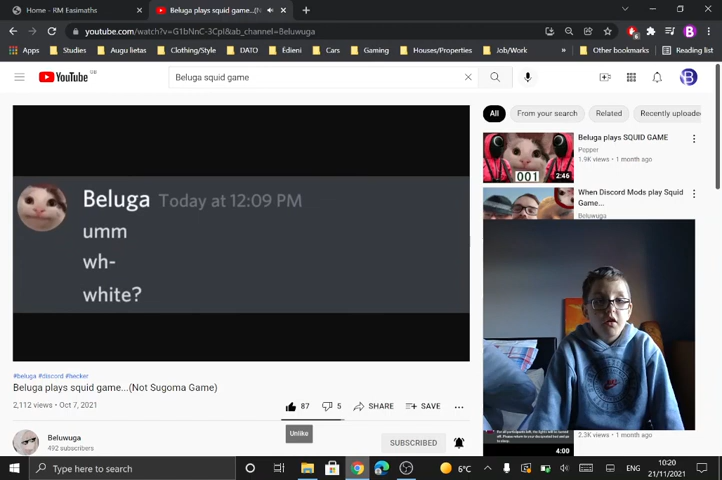 Home - RM Easimaths
Beluga plays squid game...(N
youtube.com/watch?v=G1bNnC-3CpI&ab_channel=Beluwuga
Apps Studies Augu lietas Clothing/Style DATO Edieni Cars Gaming Houses/Properties Job/Work » Other bookmarks Reading list
YouTube
Beluga squid game
B
All From your search Related Recently uploaded
Beluga Today at 12:09 PM
umm
wh-
white?
Beluga plays SQUID GAME
Pepper
1.9K views • 1 month ago
001
2:46
When Discord Mods play Squid
Game...
Beluwuga
#beluga #discord #hecker
Beluga plays squid game...(Not Sugoma Game)
2,112 views • Oct 7, 2021
87 5 SHARE SAVE
Unlike
Beluwuga
492 subscribers
SUBSCRIBED
2.3K views • 1 month ago
4:00
Type here to search
6°C
ENG
10:20
21/11/2021